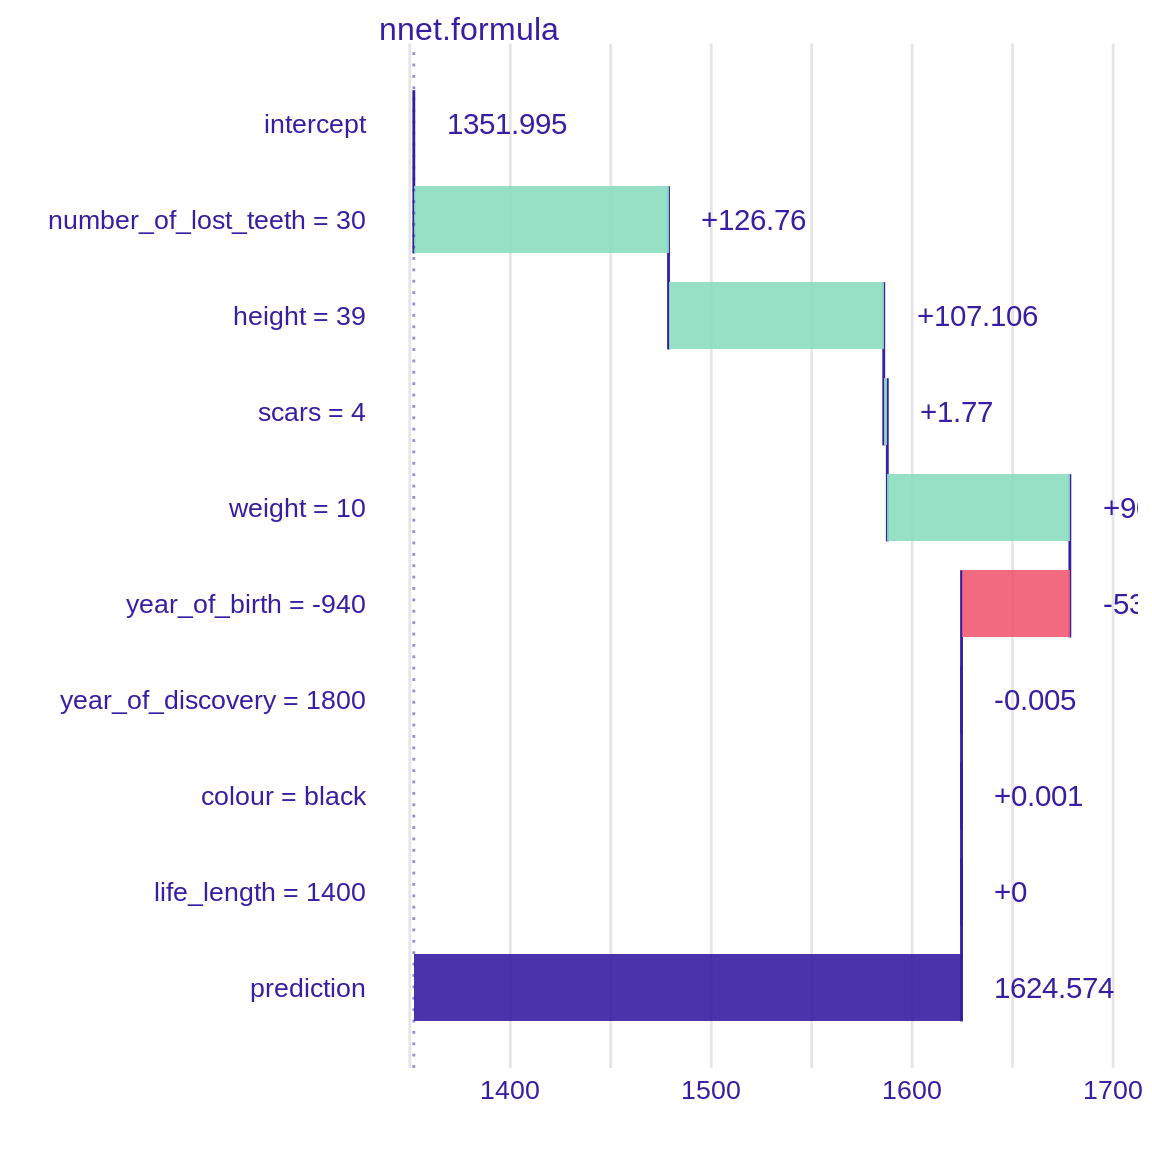 nnet.formula
intercept 1351.995
number_of_lost_teeth = 30 +126.76
height = 39 +107.106
scars = 4 +1.77
weight = 10 +9
year_of_birth = -940 -53
year_of_discovery = 1800 -0.005
colour = black +0.001
life_length = 1400 +0
prediction 1624.574
1400 1500 1600 1700